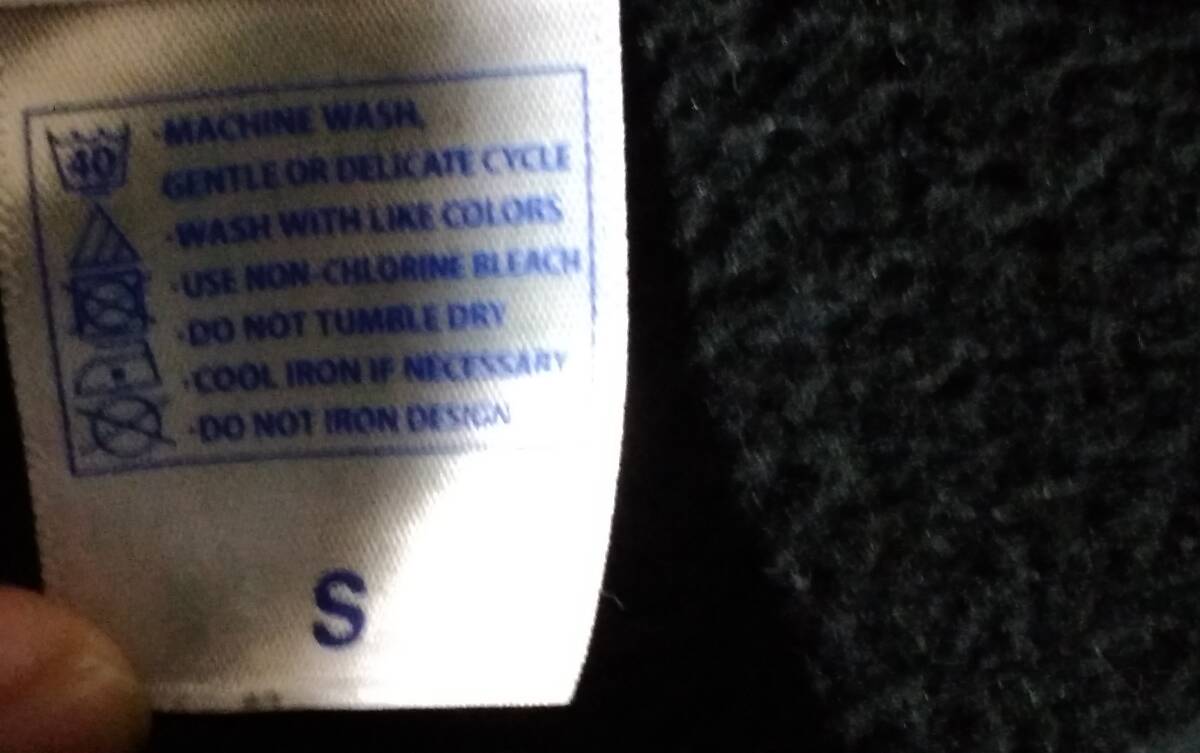 40
·MACHINE WASH,
GENTLE OR DELICATE CYCLE
·WASH WITH LIKE COLORS
·USE NON-CHLORINE BLEACH
·DO NOT TUMBLE DRY
·COOL IRON IF NECESSARY
·DO NOT IRON DESIGN
S